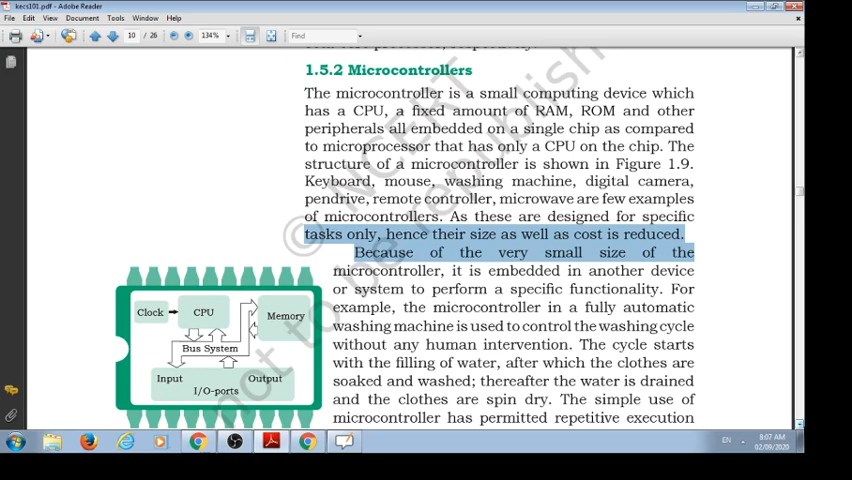 kecs101.pdf - Adobe Reader
File Edit View Document Tools Window Help
10 / 26 134% Find
1.5.2 Microcontrollers
The microcontroller is a small computing device which
has a CPU, a fixed amount of RAM, ROM and other
peripherals all embedded on a single chip as compared
to microprocessor that has only a CPU on the chip. The
structure of a microcontroller is shown in Figure 1.9.
Keyboard, mouse, washing machine, digital camera,
pendrive, remote controller, microwave are few examples
of microcontrollers. As these are designed for specific
tasks only, hence their size as well as cost is reduced.
Because of the very small size of the
microcontroller, it is embedded in another device
or system to perform a specific functionality. For
example, the microcontroller in a fully automatic
washing machine is used to control the washing cycle
without any human intervention. The cycle starts
with the filling of water, after which the clothes are
soaked and washed; thereafter the water is drained
and the clothes are spin dry. The simple use of
microcontroller has permitted repetitive execution
Clock
CPU
Memory
Bus System
Input
Output
I/O-ports
© NCERT
not to be republish
EN
8:07 AM
02/09/2020